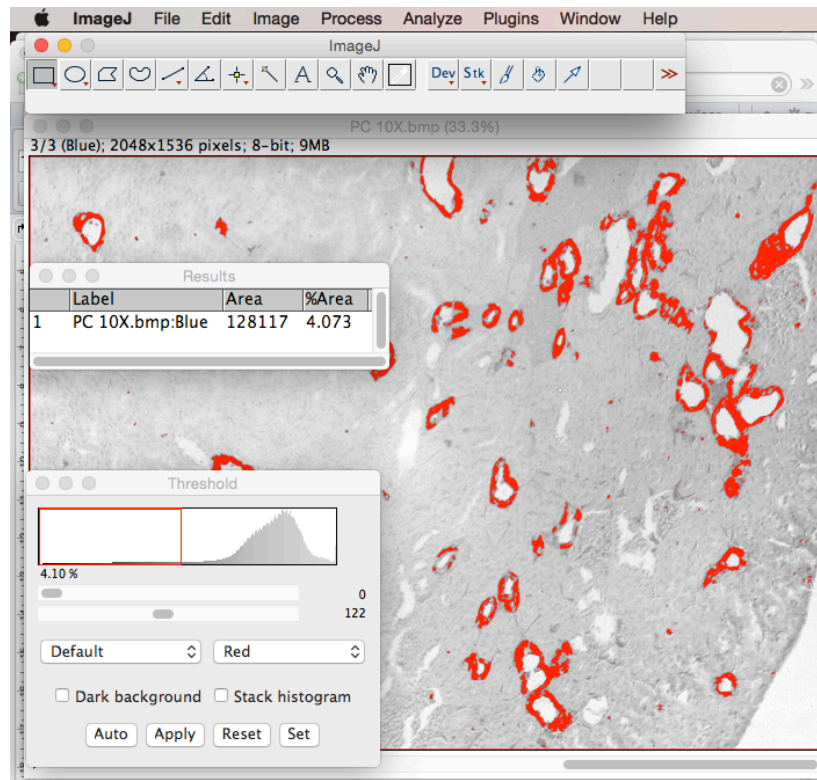 ImageJ File Edit Image Process Analyze Plugins Window Help
ImageJ
A Dev Stk >>
PC 10X.bmp (33.3%)
3/3 (Blue); 2048x1536 pixels; 8-bit; 9MB
Results
Label Area %Area
1 PC 10X.bmp:Blue 128117 4.073
Threshold
4.10 %
0
122
Default Red
Dark background Stack histogram
Auto Apply Reset Set